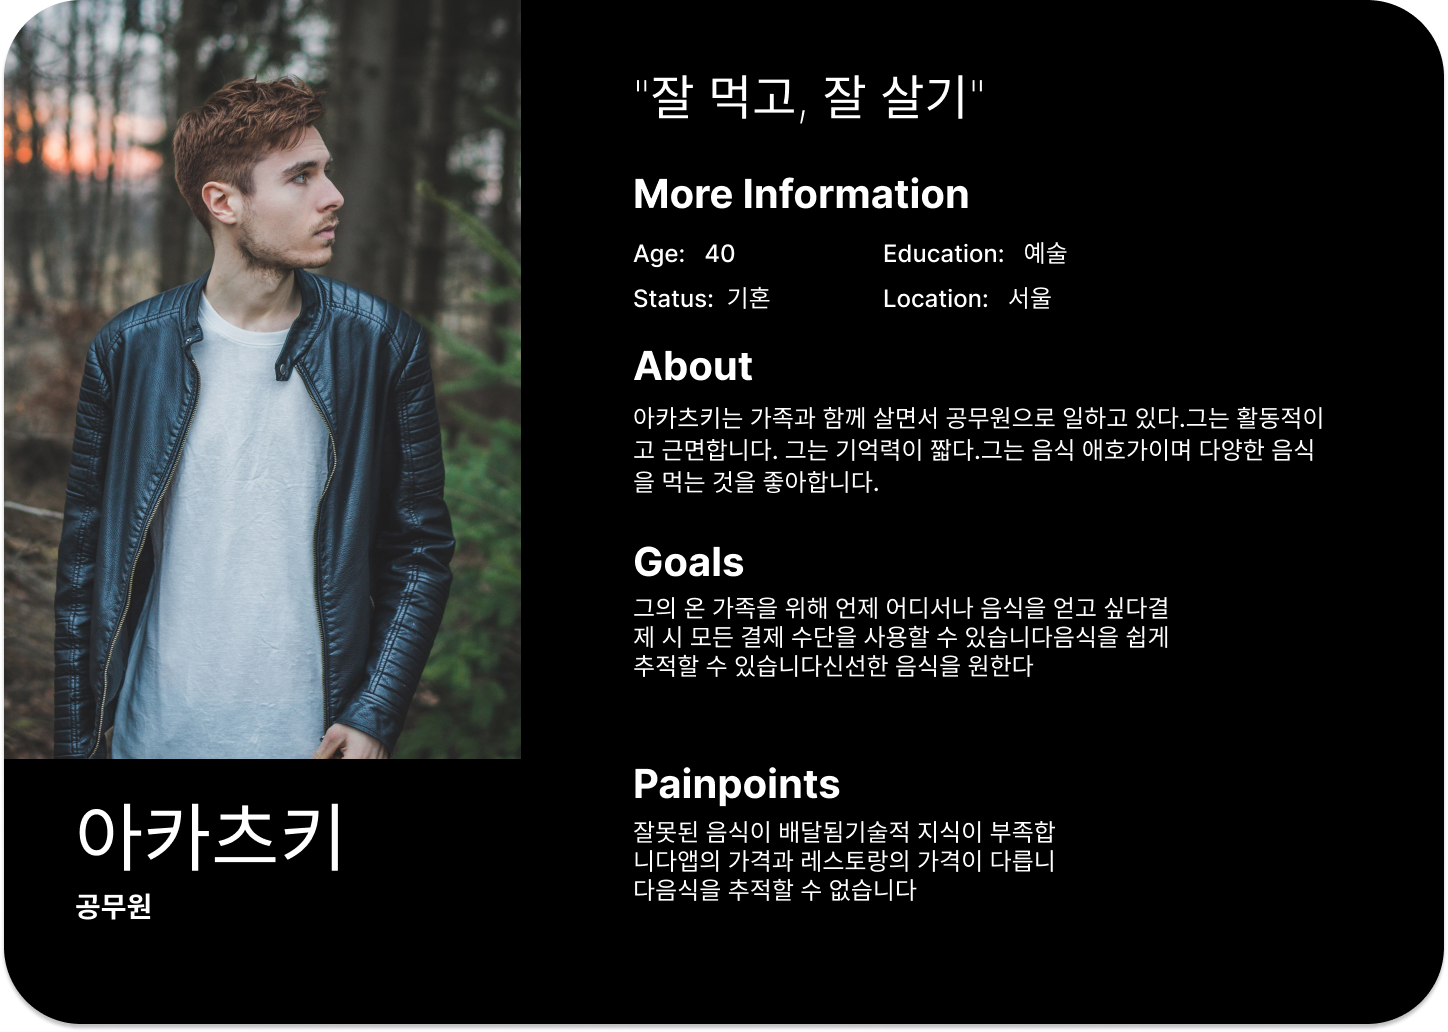 "잘 먹고, 잘 살기"
More Information
Age: 40 Education: 예술
Status: 기혼 Location: 서울
About
아카츠키는 가족과 함께 살면서 공무원으로 일하고 있다.그는 활동적이
고 근면합니다. 그는 기억력이 짧다.그는 음식 애호가이며 다양한 음식
을 먹는 것을 좋아합니다.
Goals
그의 온 가족을 위해 언제 어디서나 음식을 얻고 싶다결
제 시 모든 결제 수단을 사용할 수 있습니다음식을 쉽게
추적할 수 있습니다신선한 음식을 원한다
Painpoints
잘못된 음식이 배달됨기술적 지식이 부족합
니다앱의 가격과 레스토랑의 가격이 다릅니
다음식을 추적할 수 없습니다
아카츠키
공무원